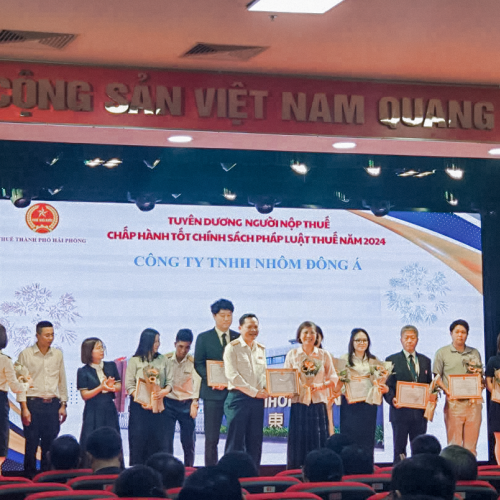 CỘNG SẢN VIỆT NAM QUANG
THUẾ THÀNH PHỐ HẢI PHÒNG
TUYÊN DƯƠNG NGƯỜI NỘP THUẾ
CHẤP HÀNH TỐT CHÍNH SÁCH PHÁP LUẬT THUẾ NĂM 2024
CÔNG TY TNHH NHÔM ĐÔNG Á
東